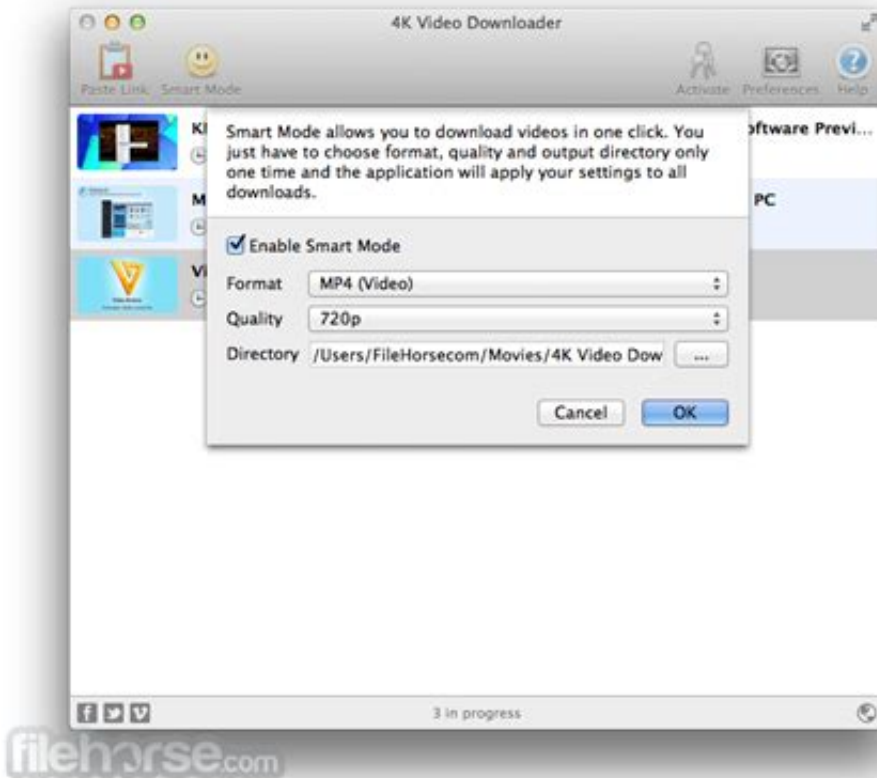 4K Video Downloader
Paste Link
Smart Mode
Activate
Preferences
Help
Smart Mode allows you to download videos in one click. You
just have to choose format, quality and output directory only
one time and the application will apply your settings to all
downloads.
oftware Previ...
M
PC
Vi
Enable Smart Mode
Format
MP4 (Video)
Quality
720p
Directory
/Users/FileHorsecom/Movies/4K Video Dow
...
Cancel
OK
3 in progress
filehorse.com